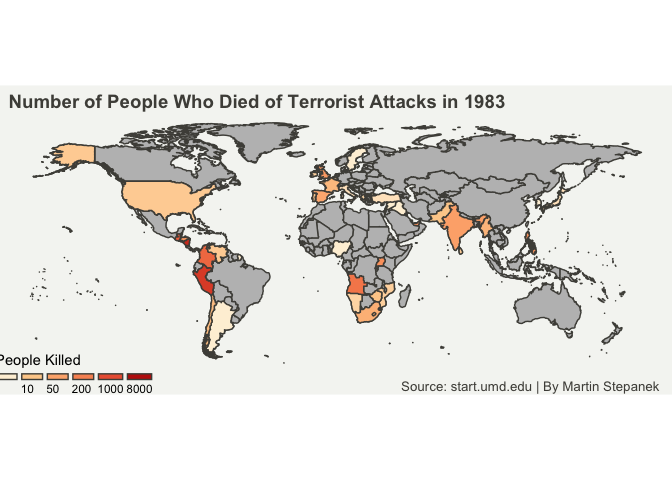 Number of People Who Died of Terrorist Attacks in 1983
People Killed
10 50 200 1000 8000
Source: start.umd.edu | By Martin Stepanek